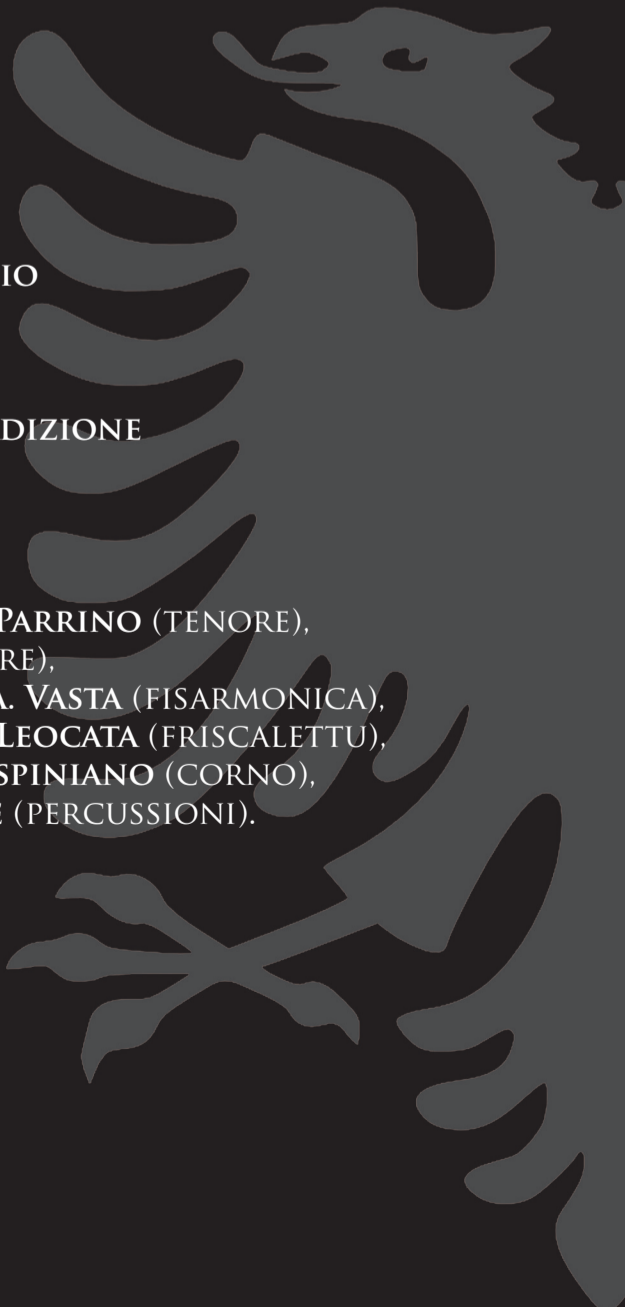 IO
DIZIONE
PARRINO (TENORE),
RE),
A. VASTA (FISARMONICA),
LEOCATA (FRISCALETTU),
SPINIANO (CORNO),
E (PERCUSSIONI).